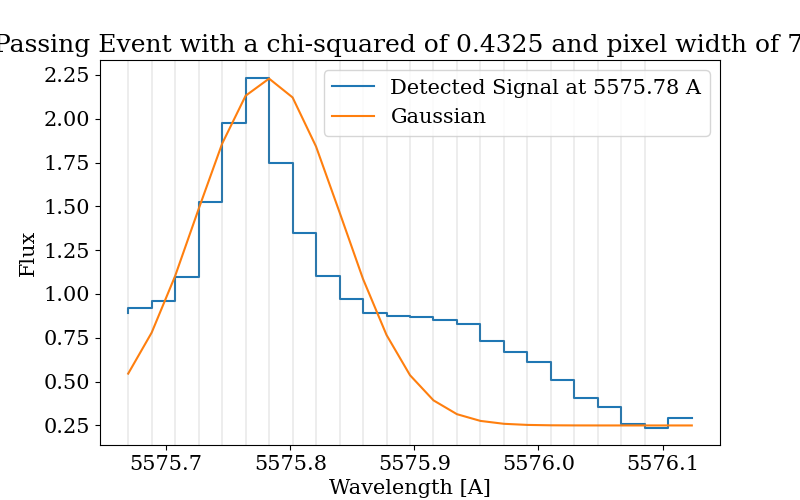 Passing Event with a chi-squared of 0.4325 and pixel width of 7
Detected Signal at 5575.78 A
Gaussian
2.25
2.00
1.75
1.50
1.25
1.00
0.75
0.50
0.25
Flux
5575.7 5575.8 5575.9 5576.0 5576.1
Wavelength [A]